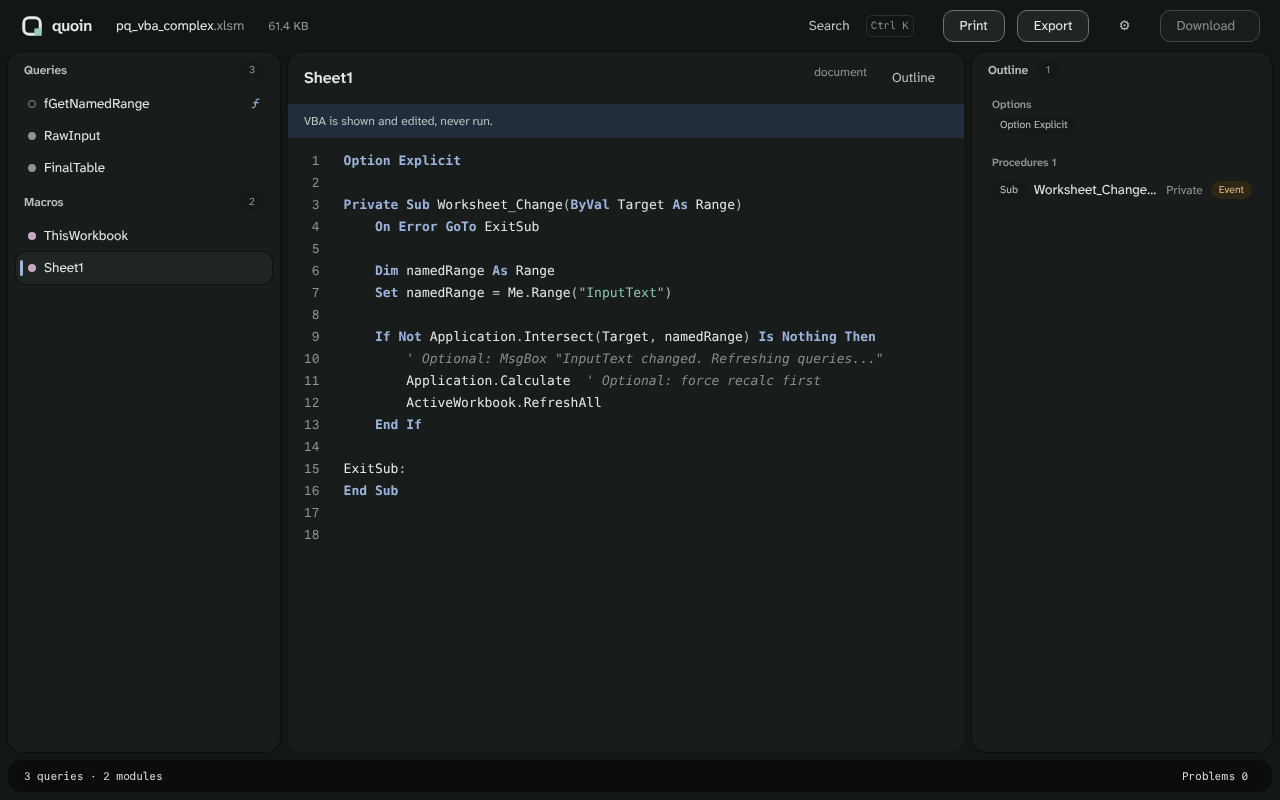 quoin pq_vba_complex.xlsm 61.4 KB Search Ctrl K Print Export ⚙ Download
Queries 3
fGetNamedRange ƒ
RawInput
FinalTable
Macros 2
ThisWorkbook
Sheet1
Sheet1 document Outline
VBA is shown and edited, never run.
1 Option Explicit
2
3 Private Sub Worksheet_Change(ByVal Target As Range)
4     On Error GoTo ExitSub
5
6     Dim namedRange As Range
7     Set namedRange = Me.Range("InputText")
8
9     If Not Application.Intersect(Target, namedRange) Is Nothing Then
10         ' Optional: MsgBox "InputText changed. Refreshing queries..."
11         Application.Calculate  ' Optional: force recalc first
12         ActiveWorkbook.RefreshAll
13     End If
14
15 ExitSub:
16 End Sub
17
18
Outline 1
Options
Option Explicit
Procedures 1
Sub Worksheet_Change… Private Event
3 queries · 2 modules Problems 0